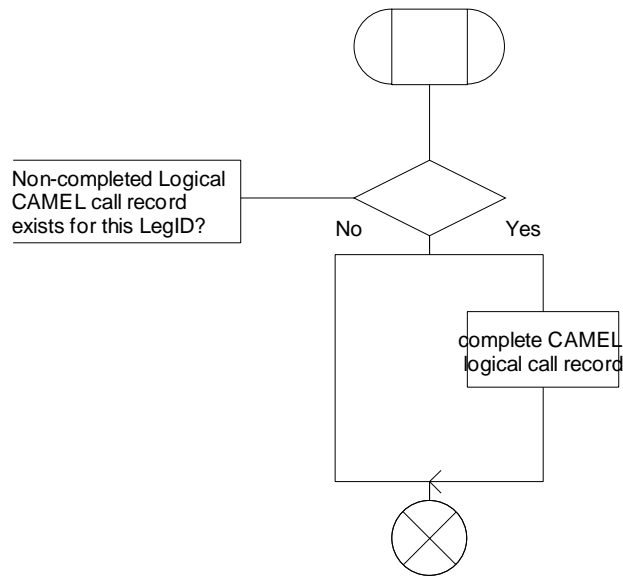 Non-completed Logical
CAMEL call record
exists for this LegID?
No
Yes
complete CAMEL
logical call record